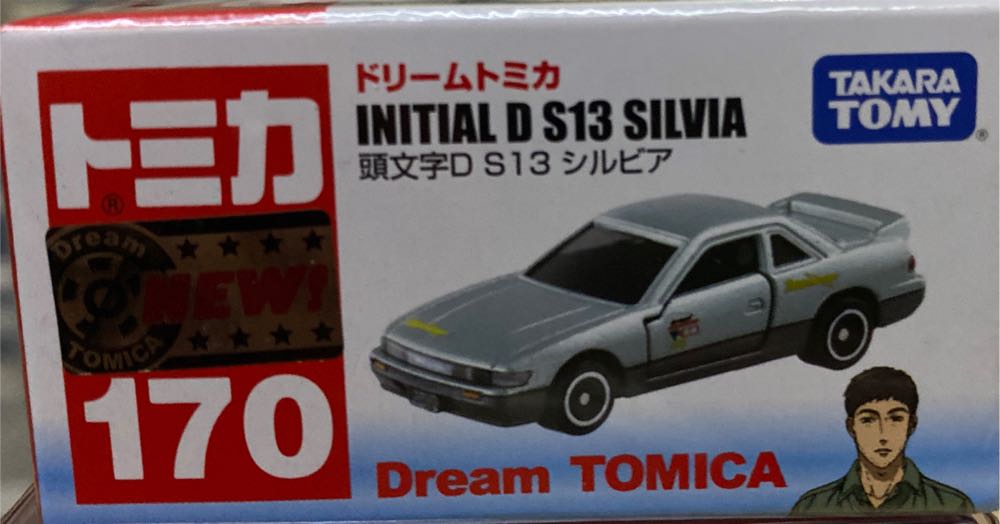 トミカ
®
Dream
NEW!
TOMICA
170
ドリームトミカ
INITIAL D S13 SILVIA
頭文字D S13 シルビア
TAKARA
TOMY
®
Dream TOMICA